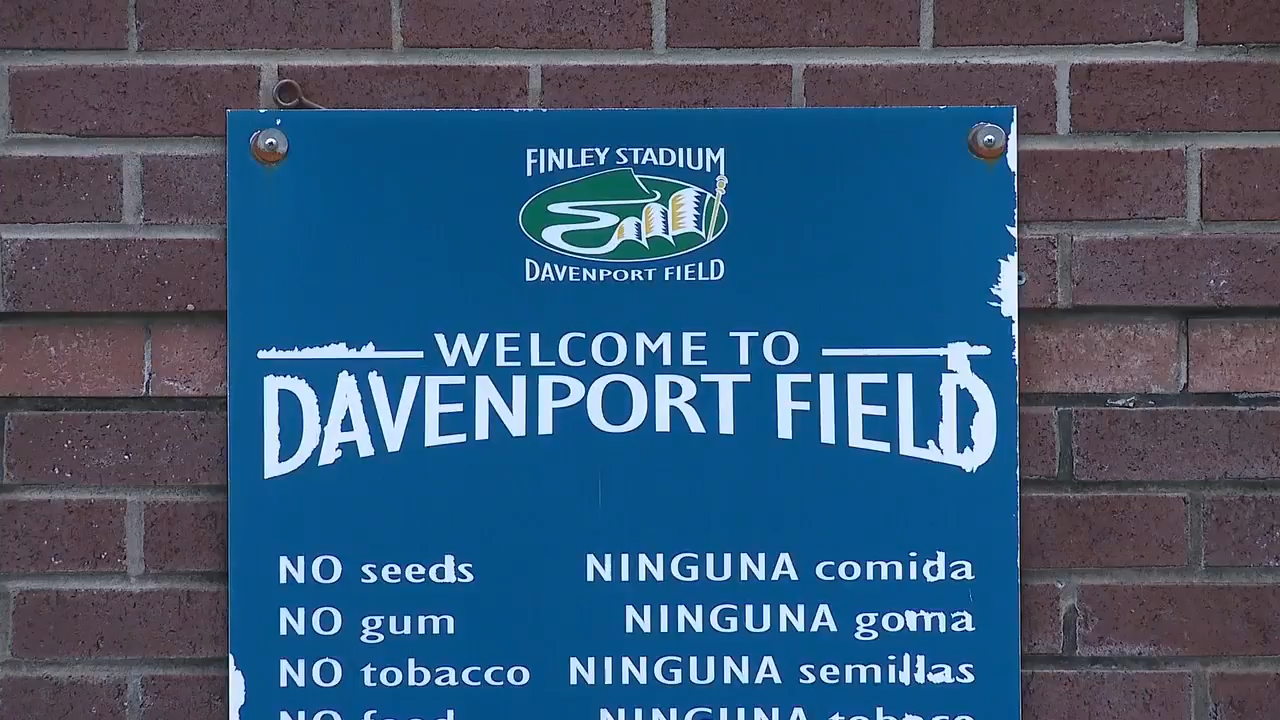 FINLEY STADIUM
DAVENPORT FIELD
WELCOME TO
DAVENPORT FIELD
NO seeds NINGUNA comida
NO gum NINGUNA goma
NO tobacco NINGUNA semillas
NO food NINGUNA tobaco